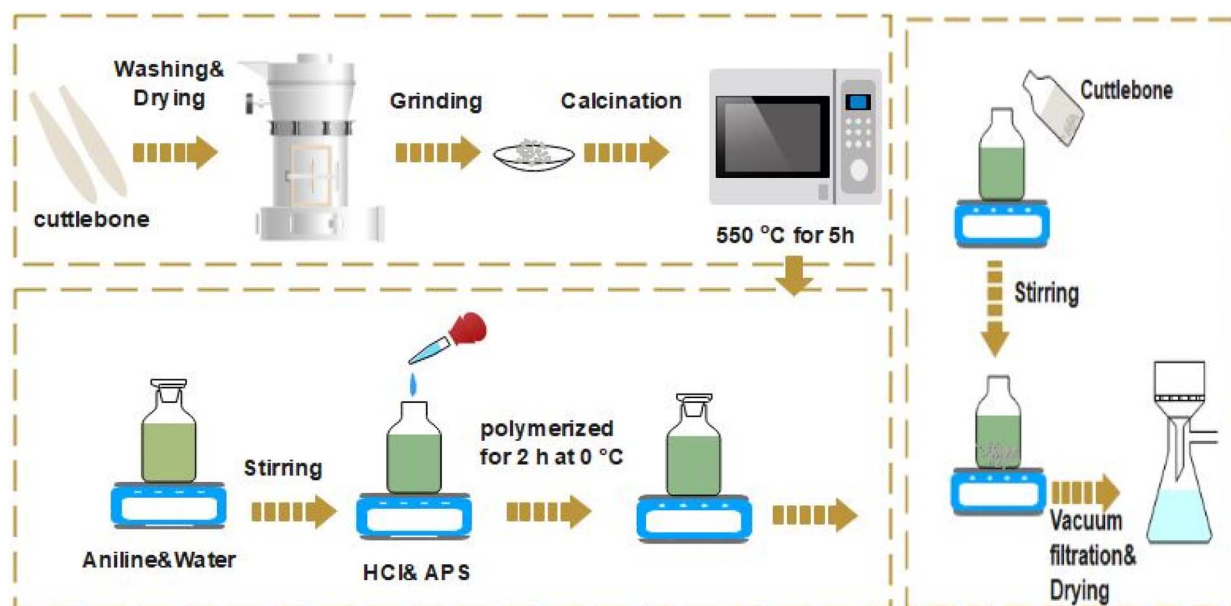 Washing&
Drying
Grinding
Calcination
cuttlebone
550 °C for 5h
Aniline&Water
Stirring
HCl& APS
polymerized
for 2 h at 0 °C
Cuttlebone
Stirring
Vacuum
filtration&
Drying